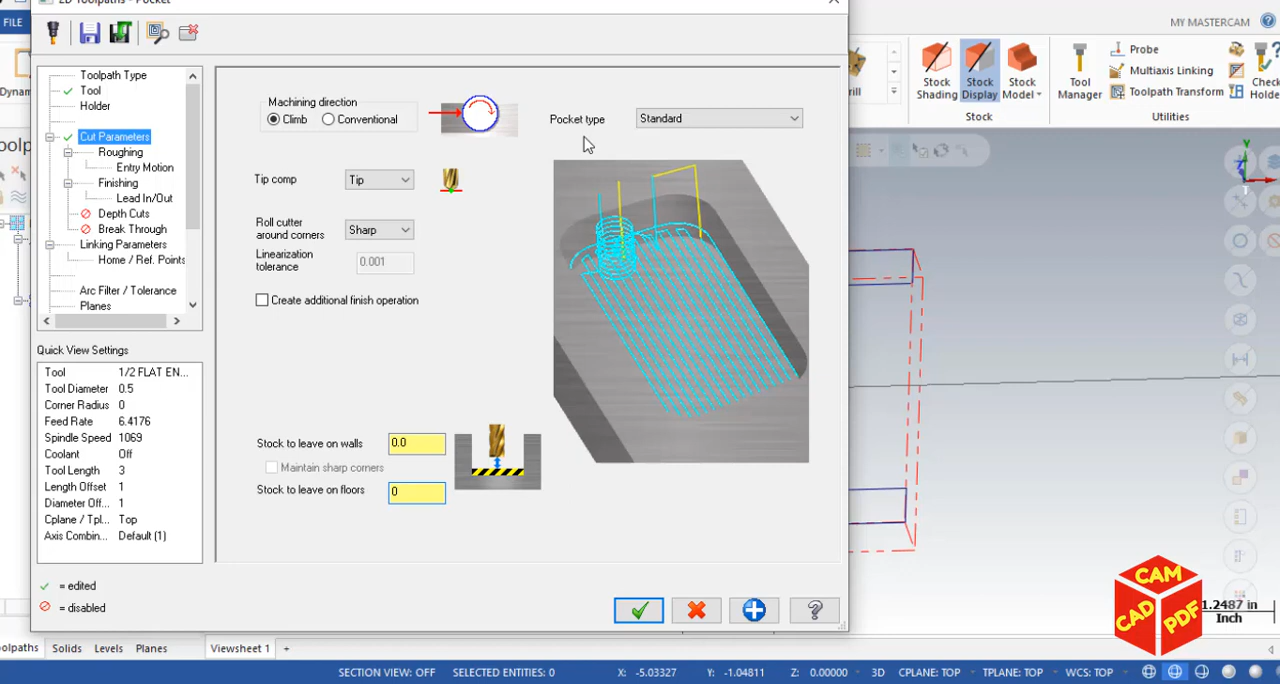 2D Toolpaths - Pocket
FILE
MY MASTERCAM
Toolpath Type
Tool
Holder
Cut Parameters
Roughing
Entry Motion
Finishing
Lead In/Out
Depth Cuts
Break Through
Linking Parameters
Home / Ref. Points
Arc Filter / Tolerance
Planes
Machining direction
Climb
Conventional
Pocket type
Standard
Tip comp
Tip
Roll cutter
around corners
Sharp
Linearization
tolerance
0.001
Create additional finish operation
Stock to leave on walls
0.0
Maintain sharp corners
Stock to leave on floors
0
Quick View Settings
Tool 1/2 FLAT EN...
Tool Diameter 0.5
Corner Radius 0
Feed Rate 6.4176
Spindle Speed 1069
Coolant Off
Tool Length 3
Length Offset 1
Diameter Off... 1
Cplane / Tpl... Top
Axis Combin... Default (1)
= edited
= disabled
Stock
Shading
Stock
Display
Stock
Model
Stock
Tool
Manager
Probe
Multiaxis Linking
Toolpath Transform
Check
Holder
Utilities
Y
CAM
CAD
PDF
1.2487 in
Inch
Solids
Levels
Planes
Viewsheet 1
+
SECTION VIEW: OFF
SELECTED ENTITIES: 0
X: -5.03327
Y: -1.04811
Z: 0.00000
3D
CPLANE: TOP
TPLANE: TOP
WCS: TOP